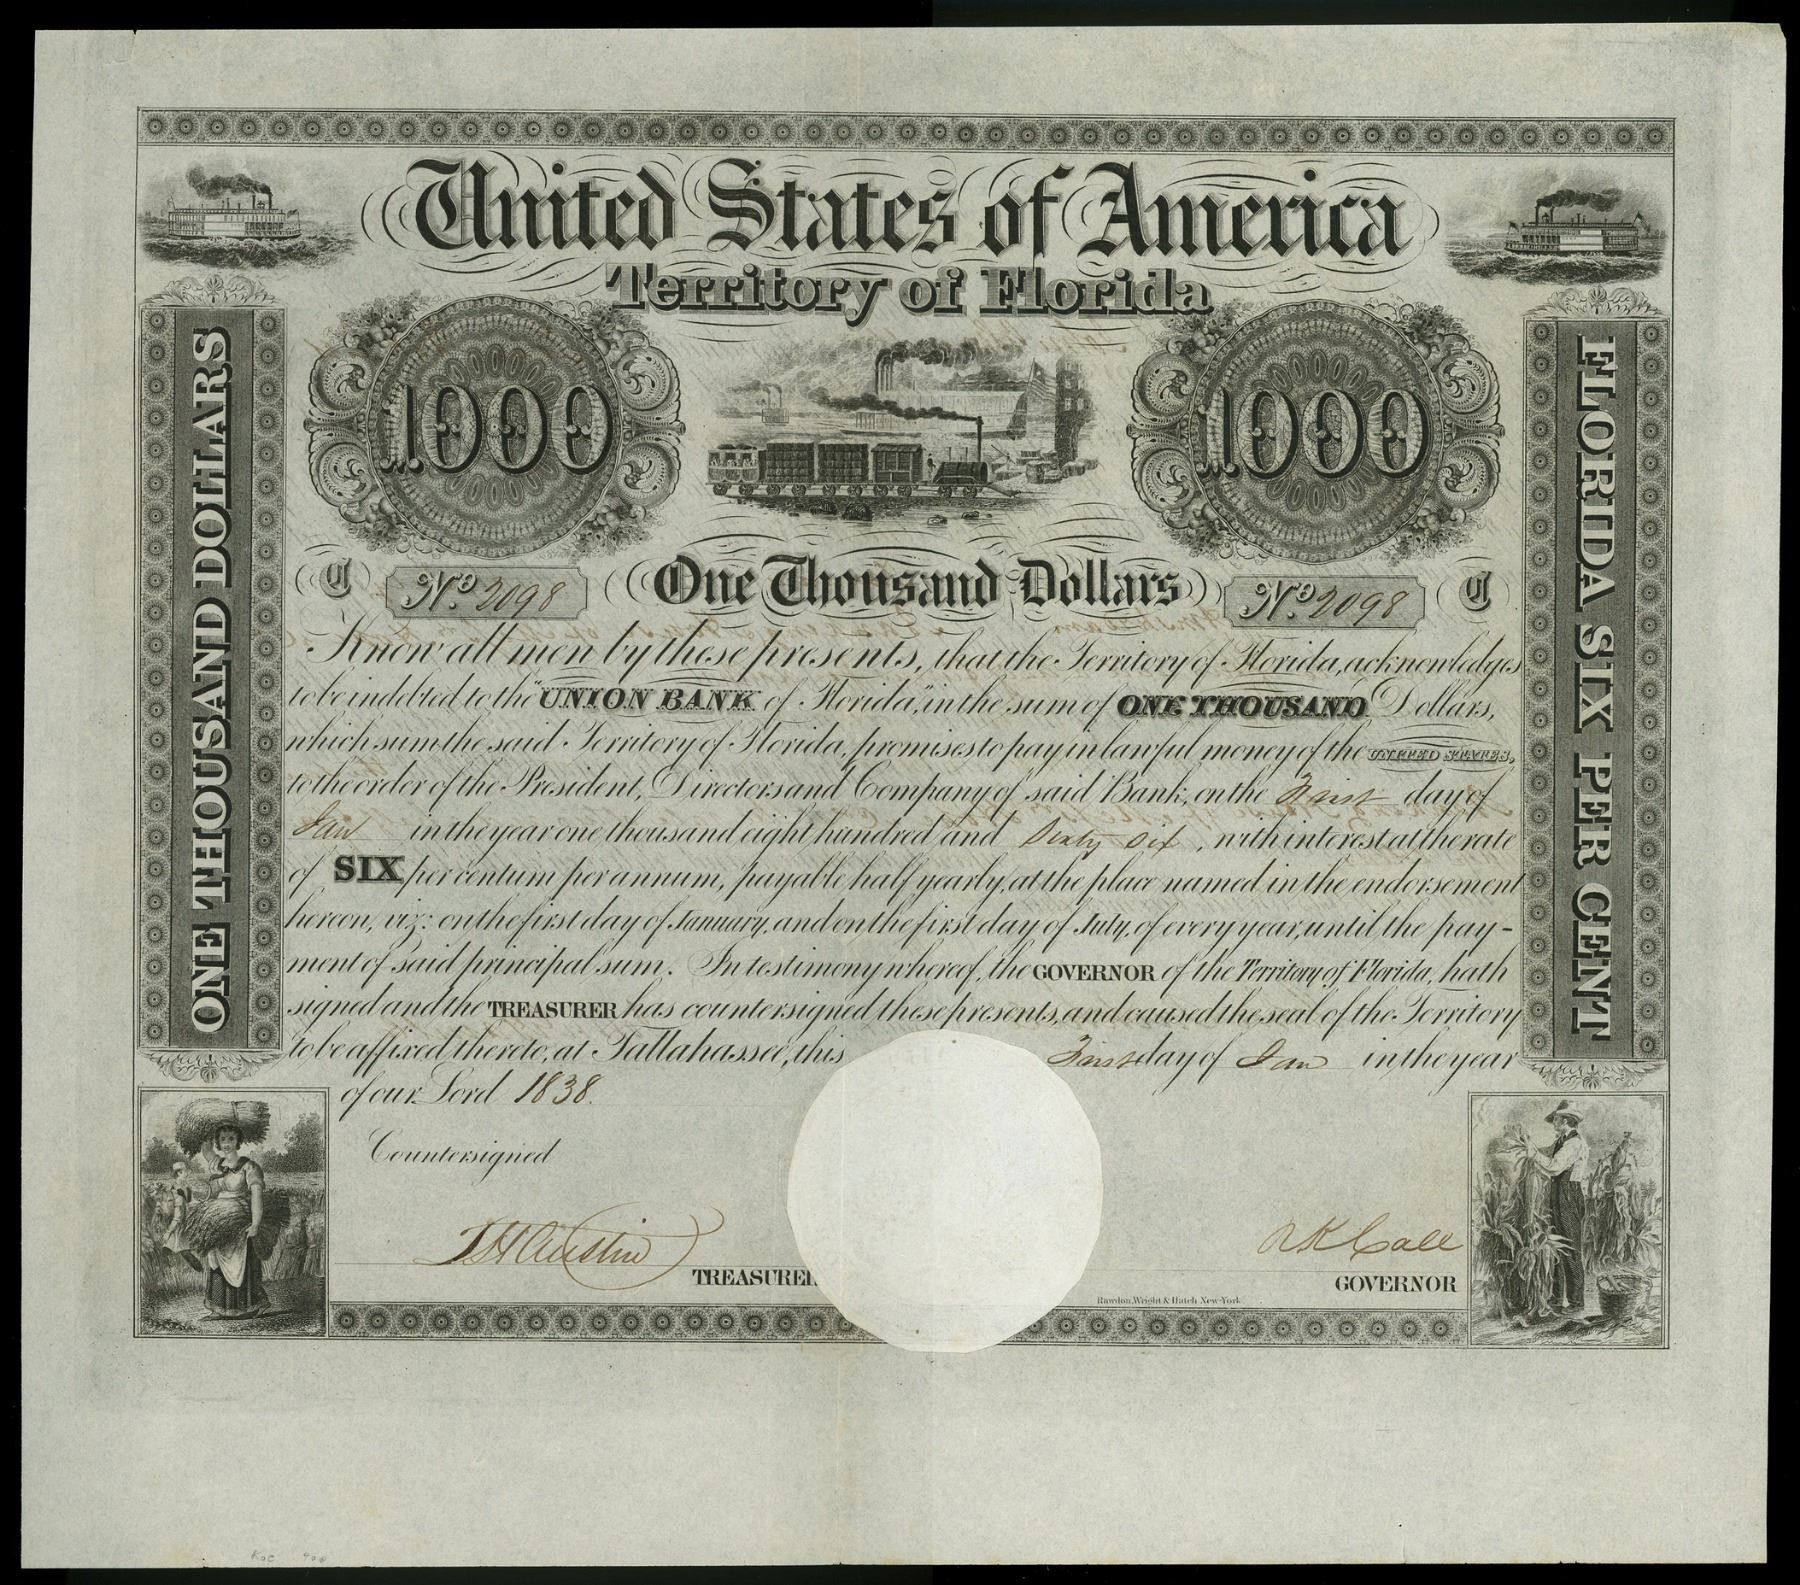 United States of America
Territory of Florida
ONE THOUSAND DOLLARS
FLORIDA SIX PER CENT
1000
1000
C No. 2098 One Thousand Dollars No. 2098 C
Know all men by these presents, that the Territory of Florida, acknowledges
to be indebted to the "UNION BANK of Florida," in the sum of ONE THOUSAND Dollars,
which sum the said Territory of Florida, promises to pay in lawful money of the UNITED STATES,
to the order of the President, Directors and Company of said Bank, on the First day of
Jan in the year one thousand eight hundred and Sixty Six, with interest at the rate
of SIX per centum per annum, payable half yearly, at the place named in the endorsement
hereon, viz: on the first day of January, and on the first day of July, of every year, until the pay-
ment of said principal sum. In testimony whereof, the GOVERNOR of the Territory of Florida, hath
signed and the TREASURER has countersigned these presents, and caused the seal of the Territory
to be affixed thereto, at Tallahassee, this First day of Jan in the year
of our Lord 1838.
Countersigned
T H Austin
TREASURER
R K Call
GOVERNOR
Rawdon, Wright & Hatch New-York